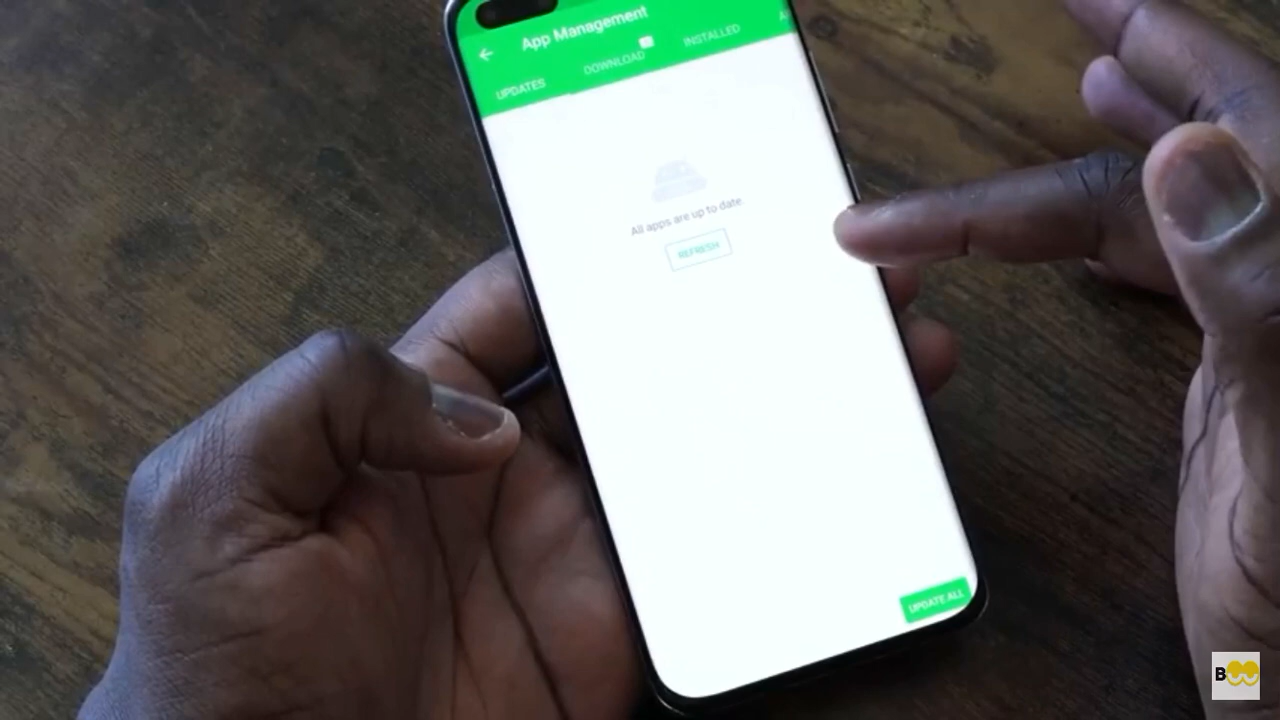 App Management
UPDATES
DOWNLOAD
INSTALLED
All apps are up to date
REFRESH
UPDATE ALL
B